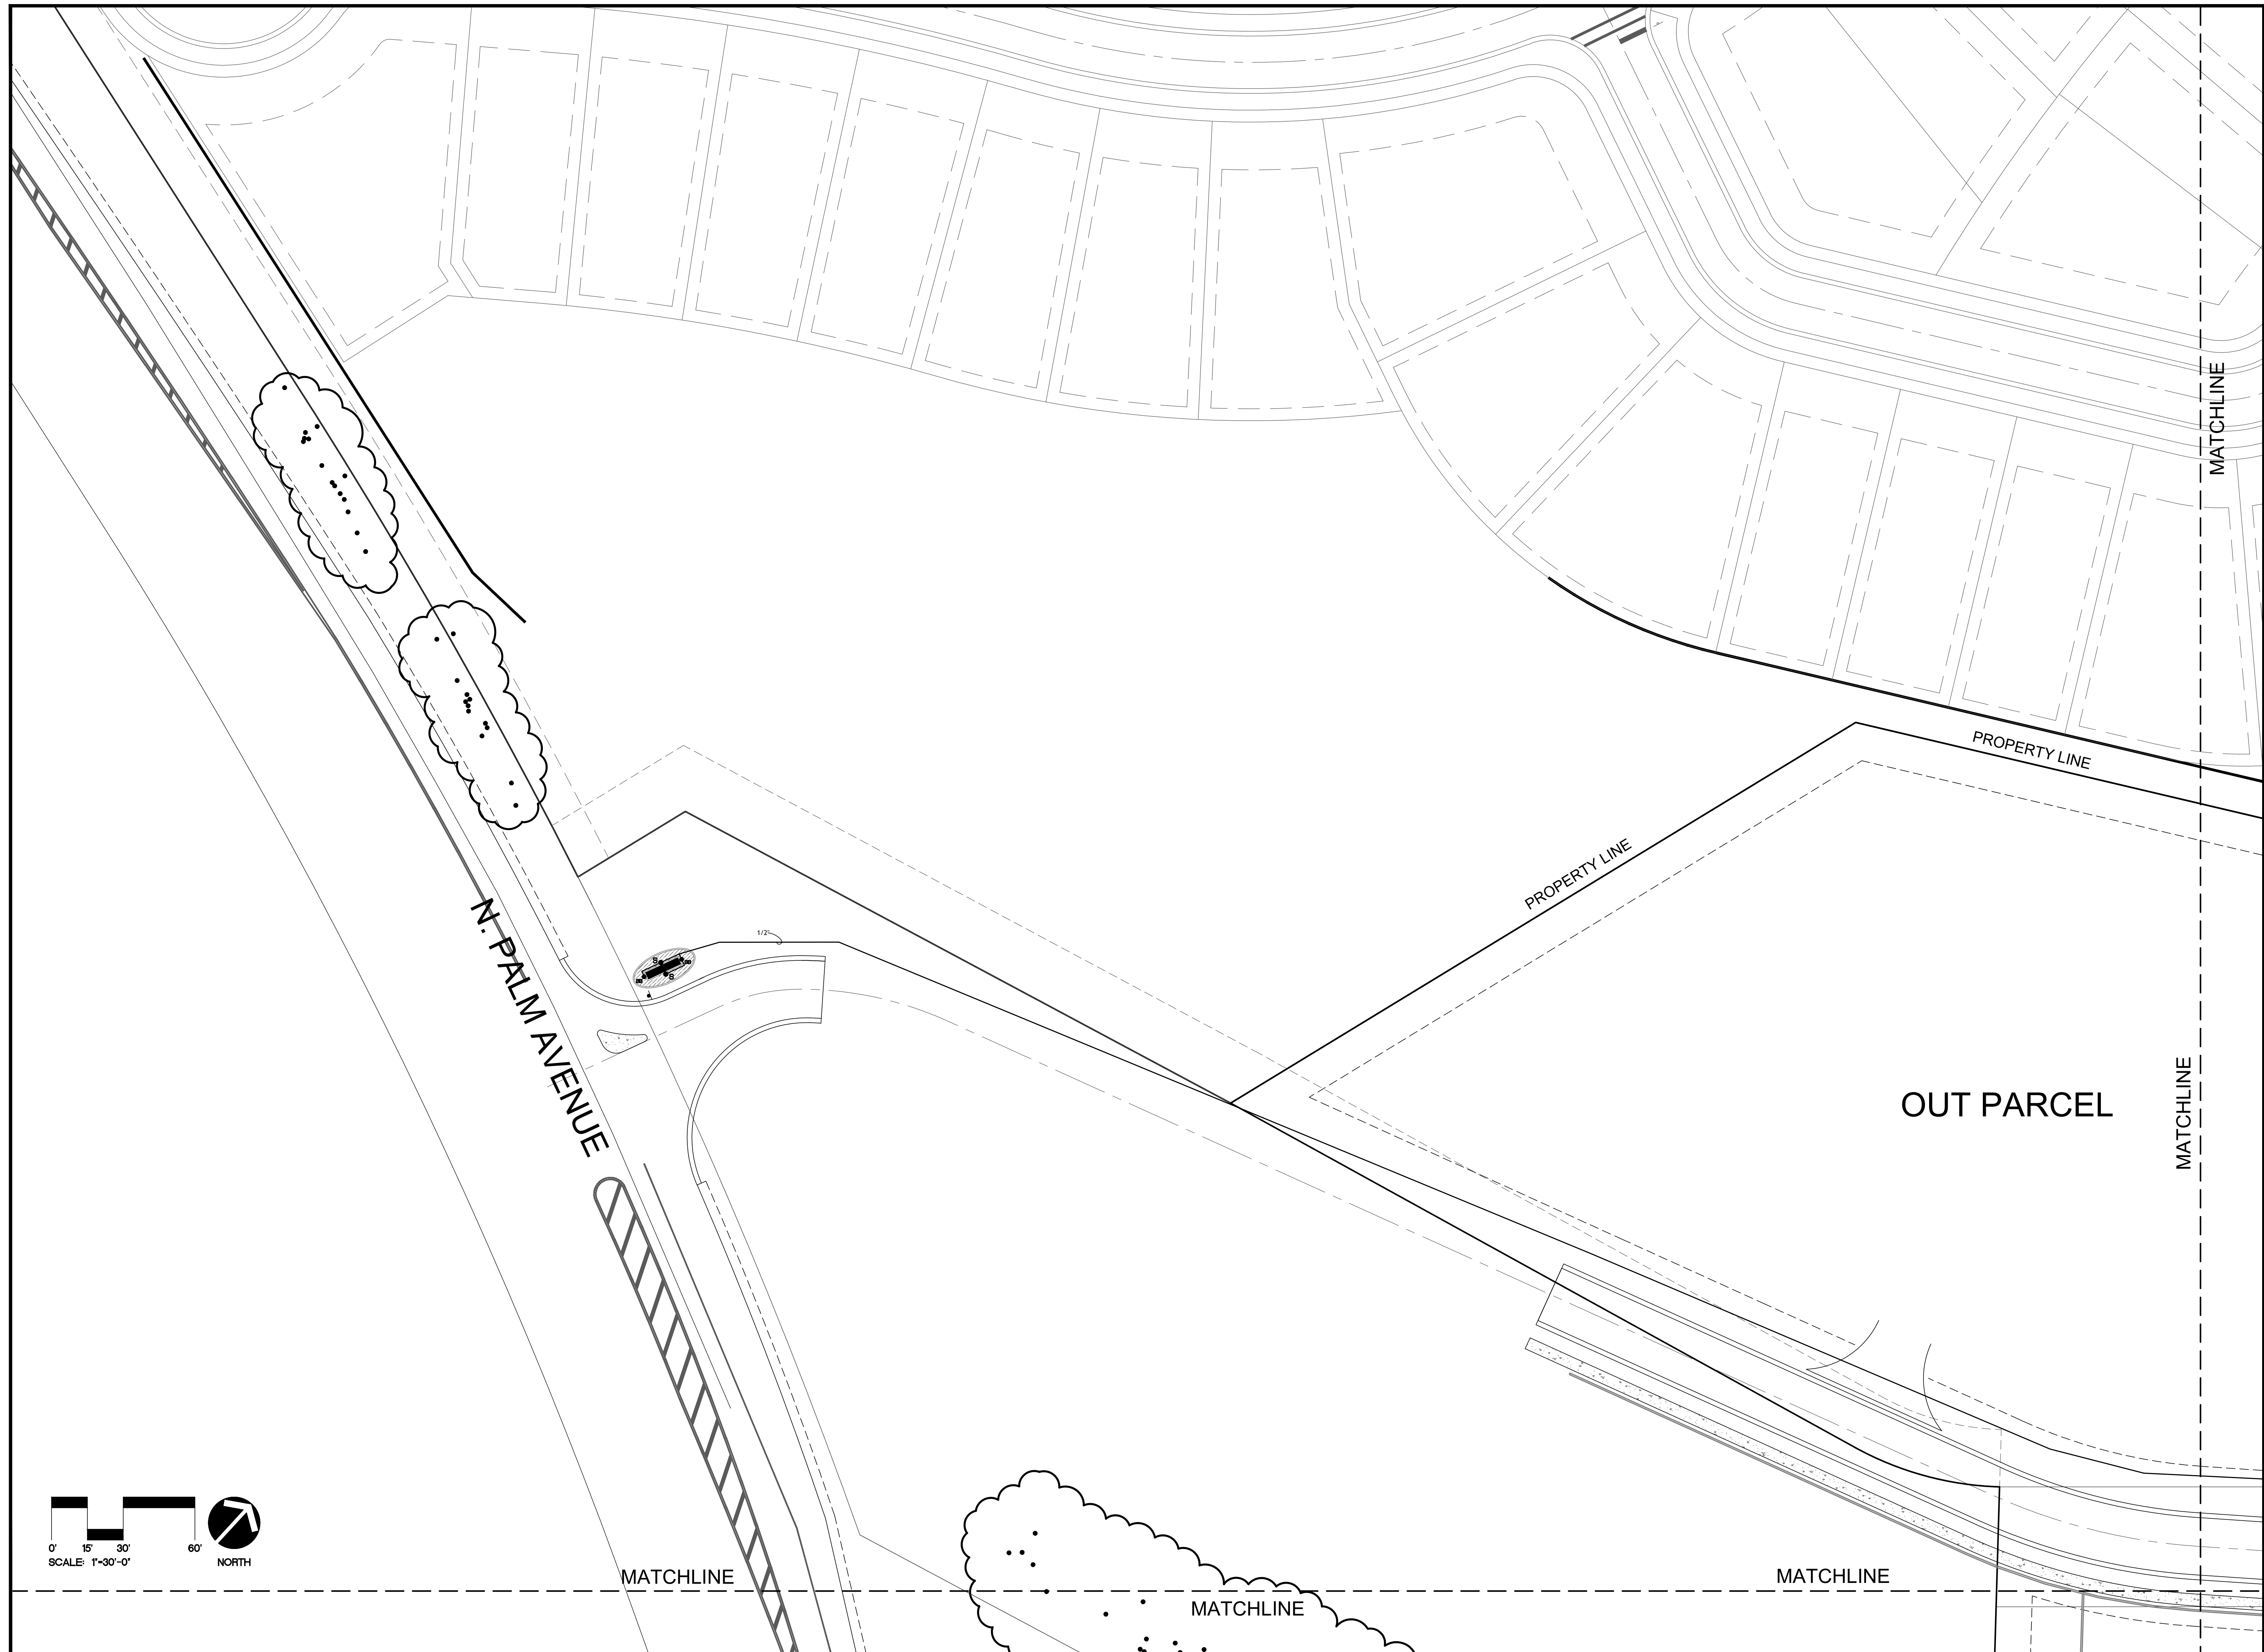 MATCHLINE
PROPERTY LINE
PROPERTY LINE
1/2"
N. PALM AVENUE
OUT PARCEL
MATCHLINE
0' 15' 30' 60'
SCALE: 1"=30'-0"
NORTH
MATCHLINE
MATCHLINE
MATCHLINE